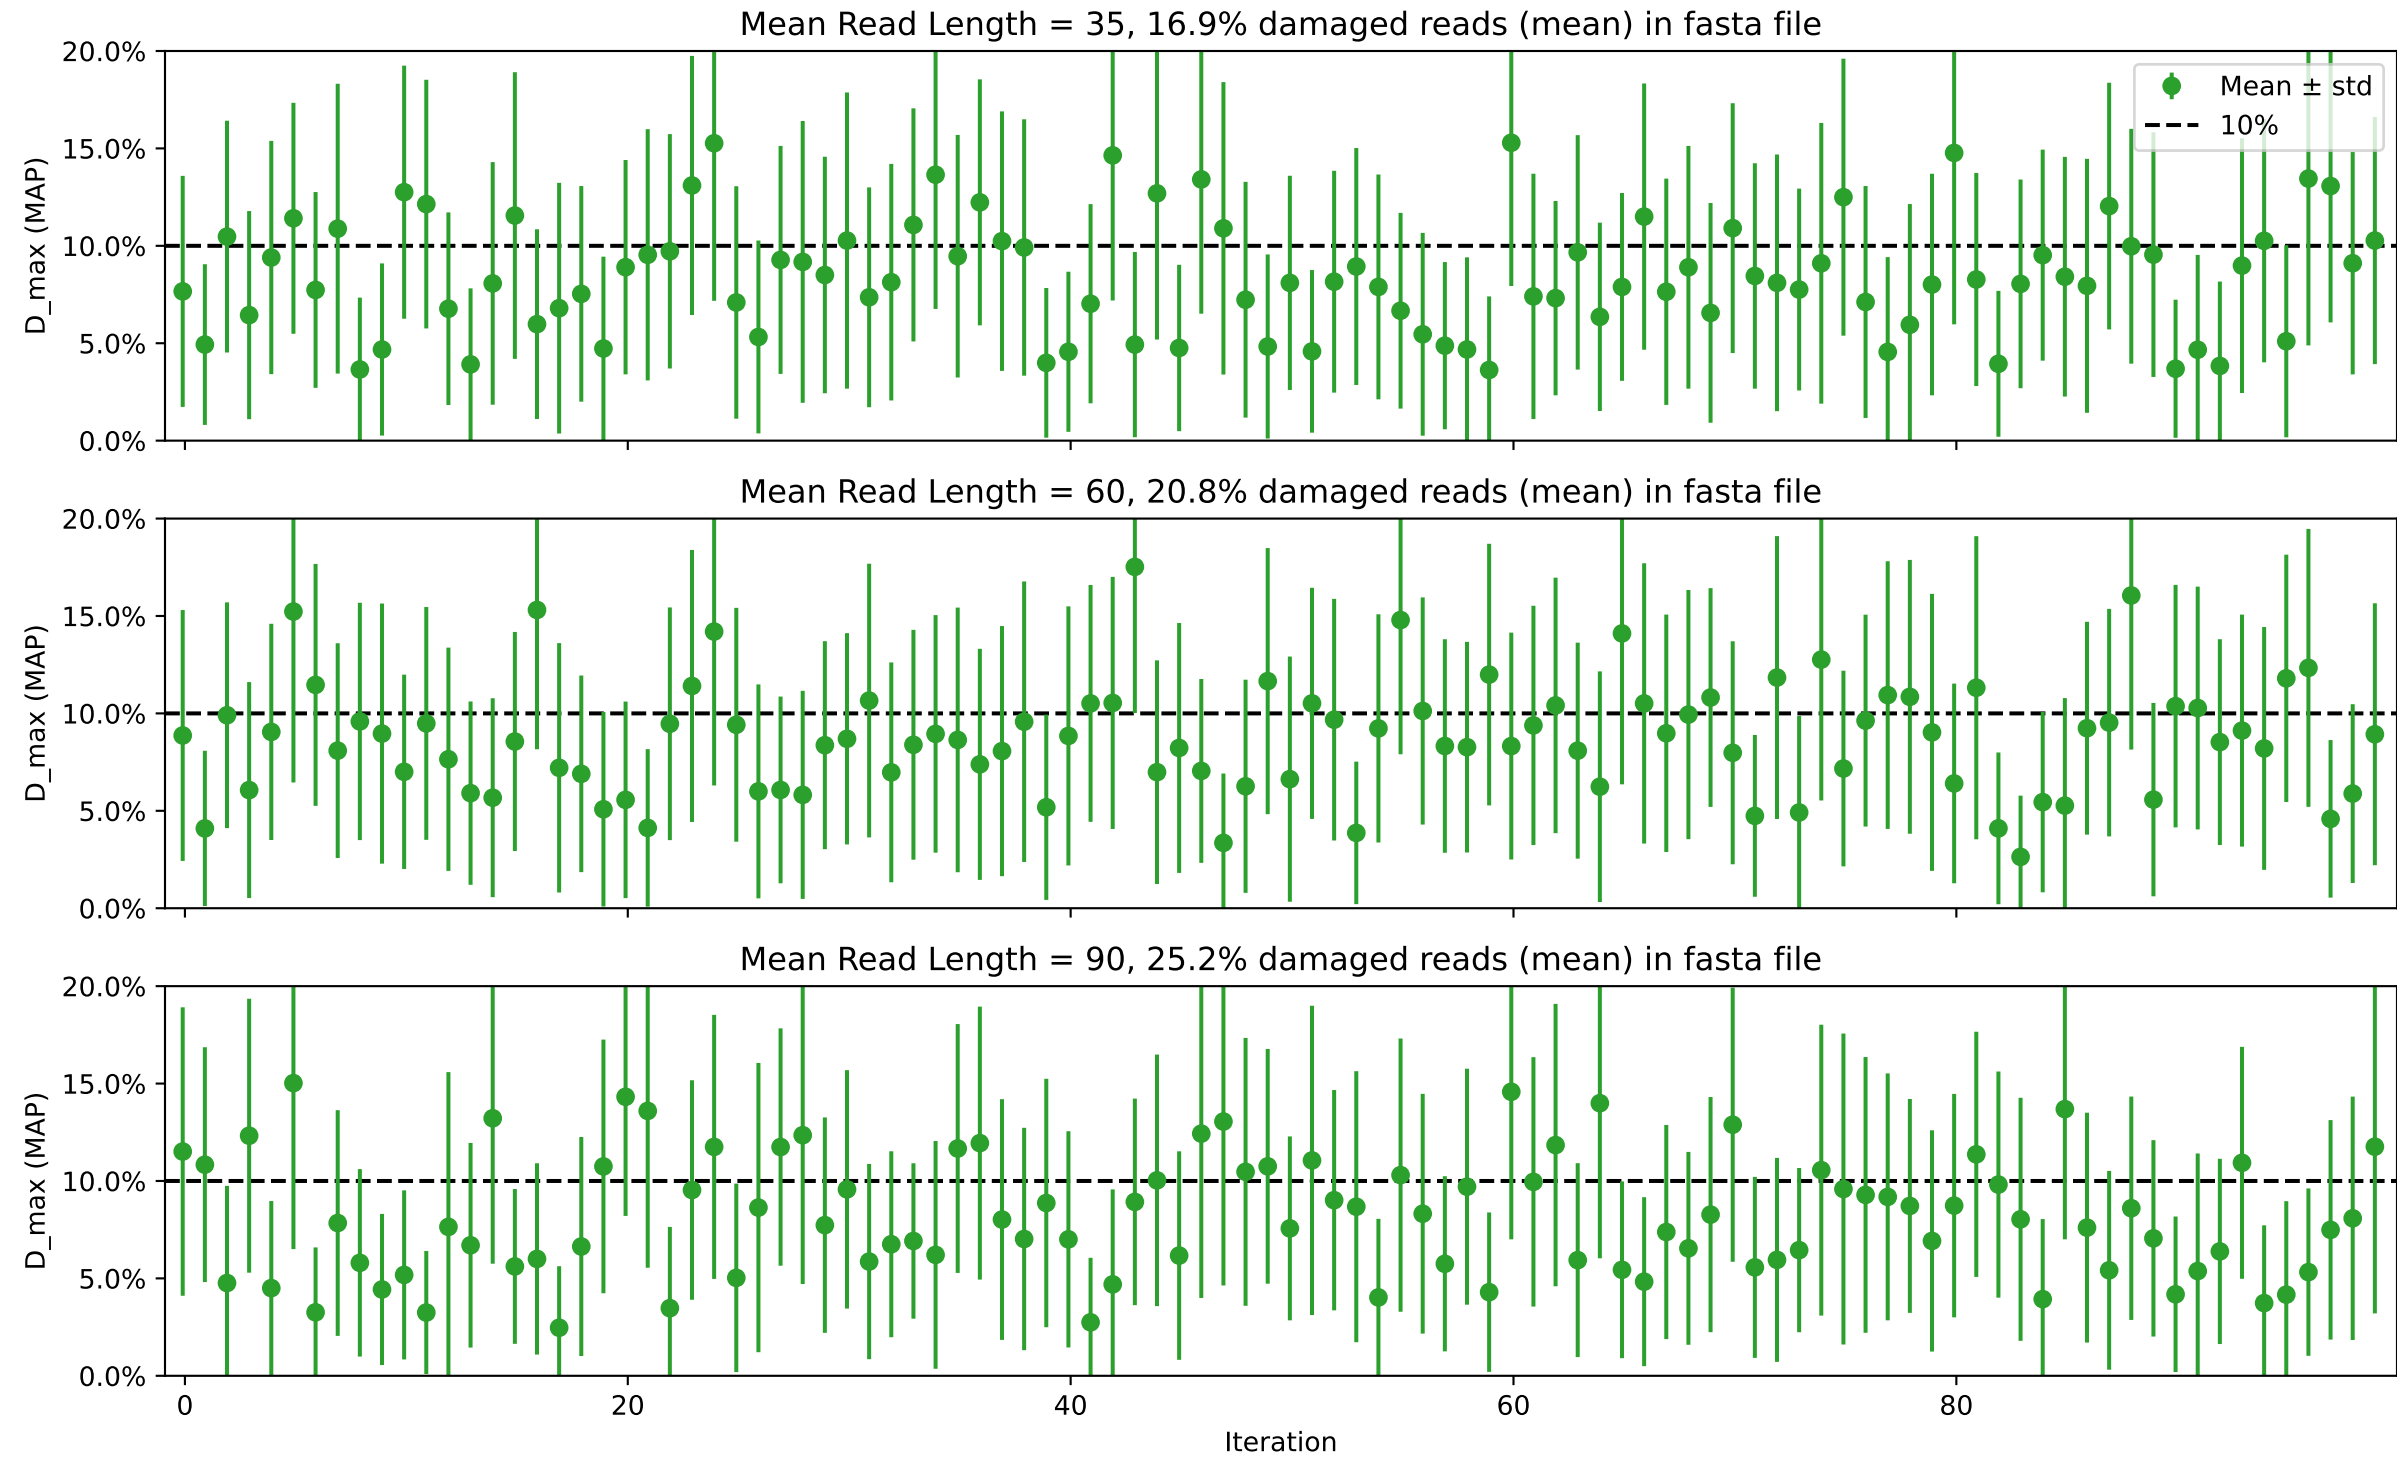 Mean Read Length = 35, 16.9% damaged reads (mean) in fasta file
20.0%
15.0%
10.0%
5.0%
0.0%
D_max (MAP)
Mean ± std
10%
Mean Read Length = 60, 20.8% damaged reads (mean) in fasta file
20.0%
15.0%
10.0%
5.0%
0.0%
D_max (MAP)
Mean Read Length = 90, 25.2% damaged reads (mean) in fasta file
20.0%
15.0%
10.0%
5.0%
0.0%
D_max (MAP)
0 20 40 60 80
Iteration